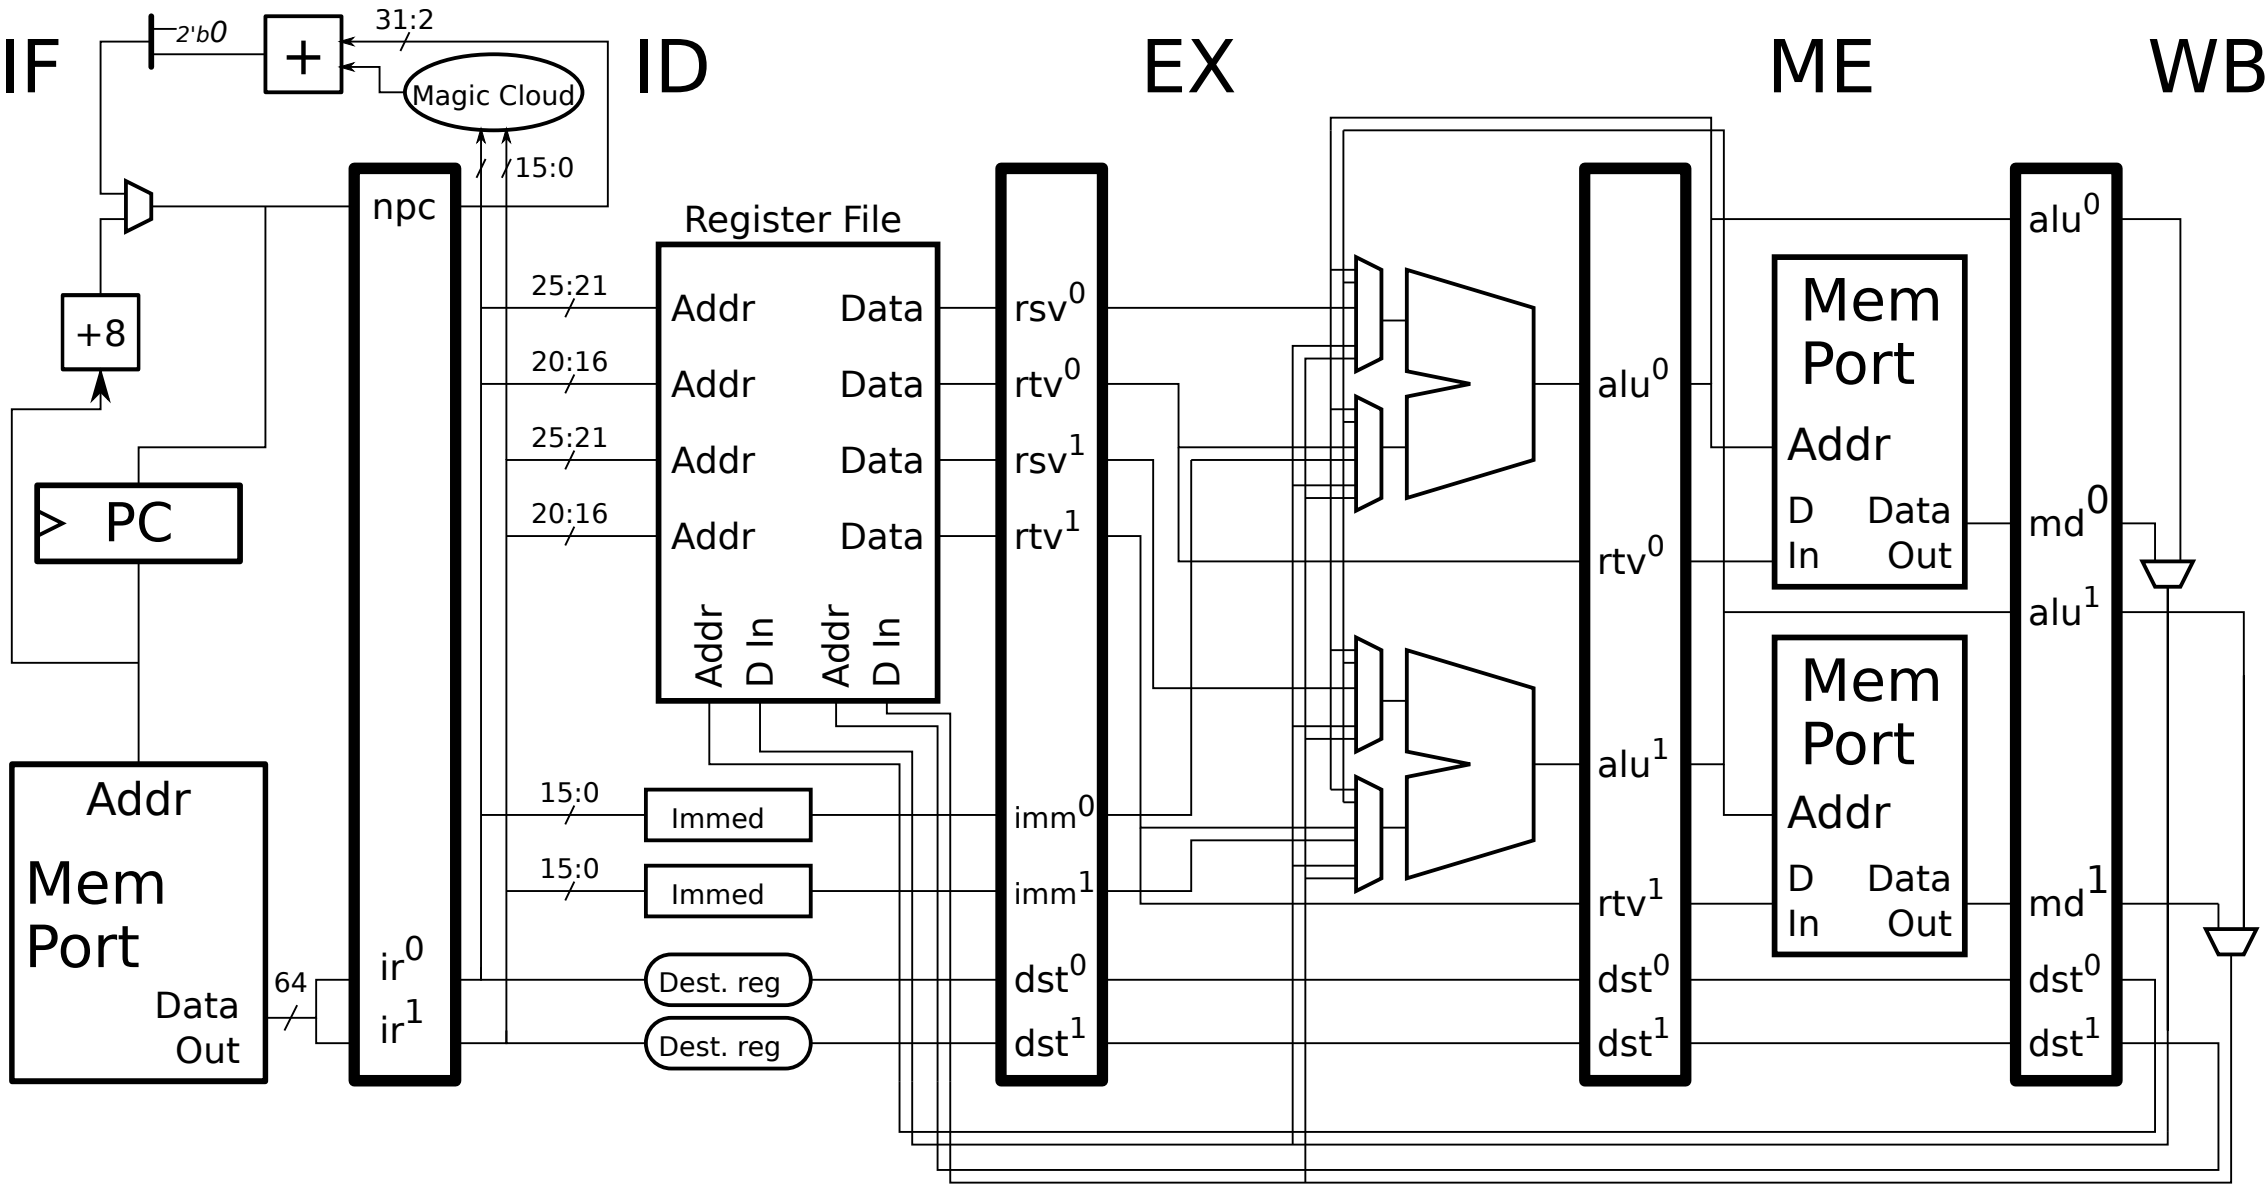 IF
ID
EX
ME
WB
2'b0
+
31:2
Magic Cloud
15:0
npc
+8
PC
Addr
Mem
Port
Data
Out
64
ir0
ir1
Register File
25:21
Addr
Data
20:16
Addr
Data
25:21
Addr
Data
20:16
Addr
Data
Addr
D In
Addr
D In
15:0
Immed
15:0
Immed
Dest. reg
Dest. reg
rsv0
rtv0
rsv1
rtv1
imm0
imm1
dst0
dst1
alu0
rtv0
alu1
rtv1
dst0
dst1
Mem
Port
Addr
D
In
Data
Out
Mem
Port
Addr
D
In
Data
Out
alu0
md0
alu1
md1
dst0
dst1